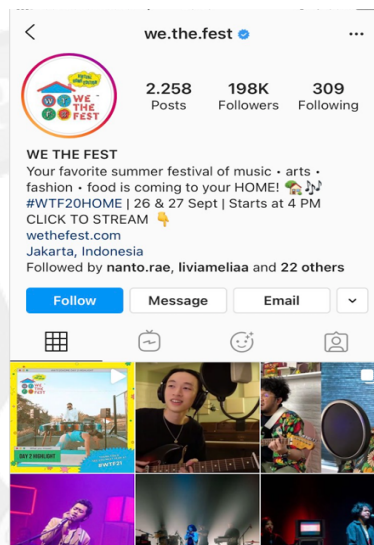 we.the.fest
WE THE FEST
2.258 198K 309
Posts Followers Following
WE THE FEST
Your favorite summer festival of music • arts •
fashion • food is coming to your HOME!
#WTF20HOME | 26 & 27 Sept | Starts at 4 PM
CLICK TO STREAM
wethefest.com
Jakarta, Indonesia
Followed by nanto.rae, liviameliaa and 22 others
Follow Message Email
WE THE FEST
DAY 2 HIGHLIGHT
#WTF21